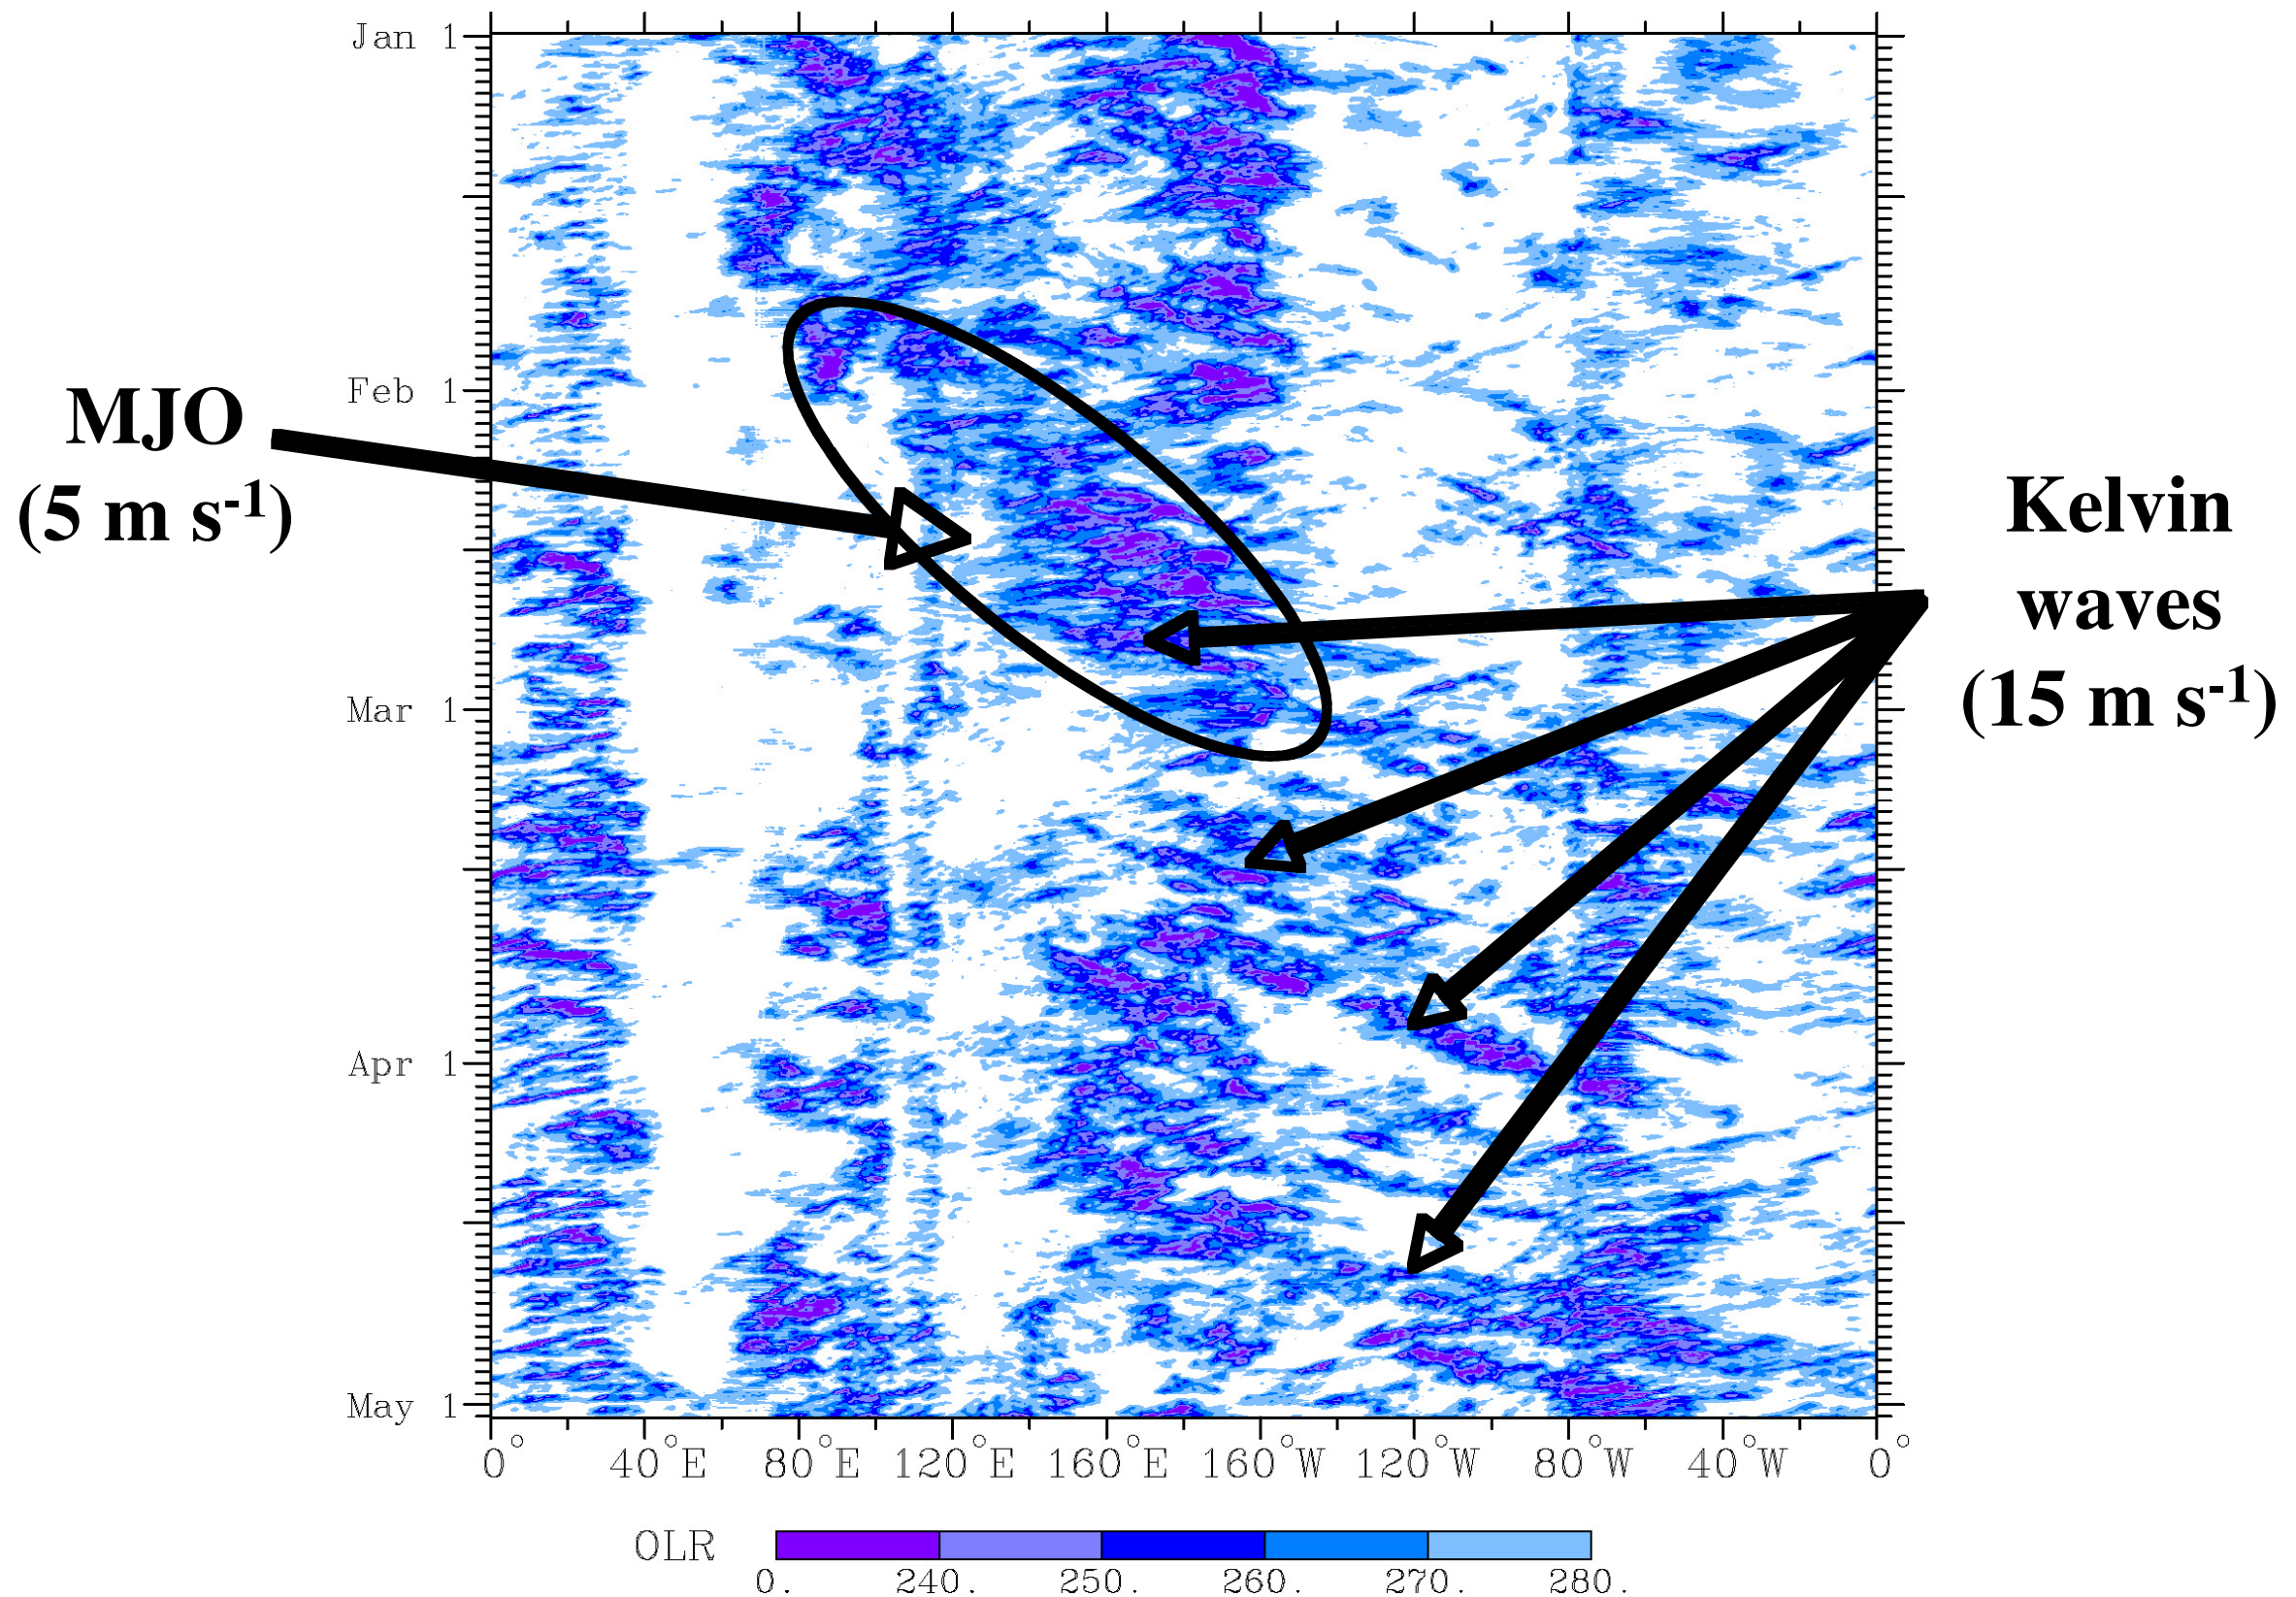 Jan 1
Feb 1
Mar 1
Apr 1
May 1
MJO
(5 m s-1)
Kelvin
waves
(15 m s-1)
0° 40°E 80°E 120°E 160°E 160°W 120°W 80°W 40°W 0°
OLR
0. 240. 250. 260. 270. 280.